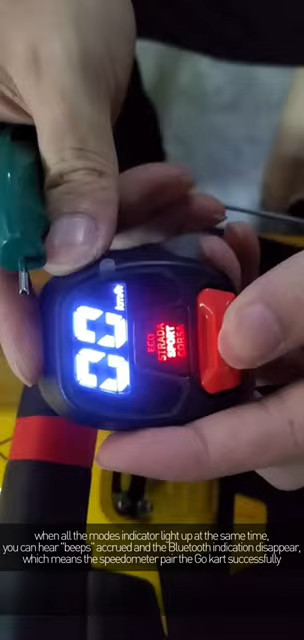 00 km/h
ECO
STRADA
SPORT
CORSA
when all the modes indicator light up at the same time,
you can hear "beeps" accrued and the Bluetooth indication disappear,
which means the speedometer pair the Go kart successfully